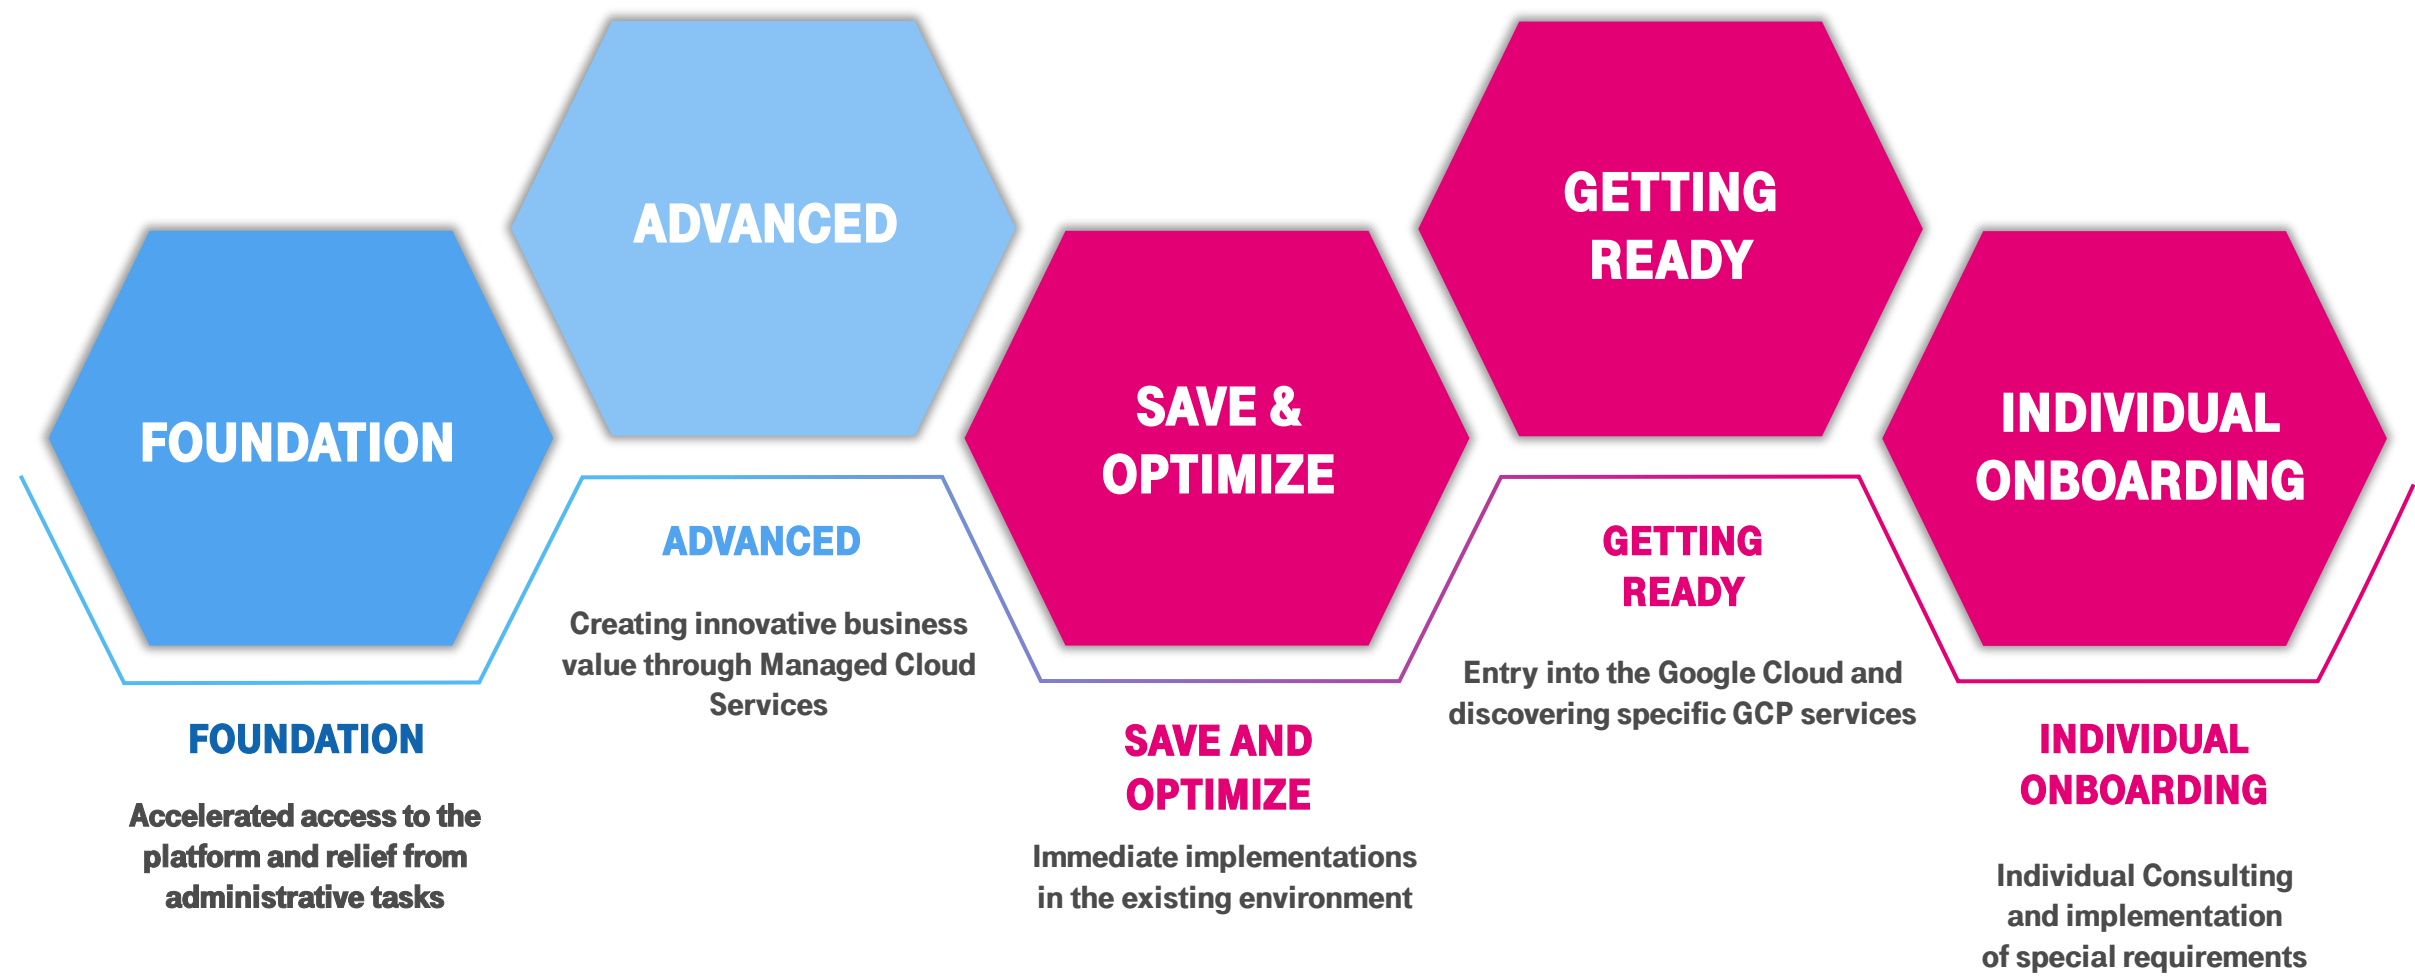 FOUNDATION
ADVANCED
SAVE &
OPTIMIZE
GETTING
READY
INDIVIDUAL
ONBOARDING
FOUNDATION
Accelerated access to the
platform and relief from
administrative tasks
ADVANCED
Creating innovative business
value through Managed Cloud
Services
SAVE AND
OPTIMIZE
Immediate implementations
in the existing environment
GETTING
READY
Entry into the Google Cloud and
discovering specific GCP services
INDIVIDUAL
ONBOARDING
Individual Consulting
and implementation
of special requirements